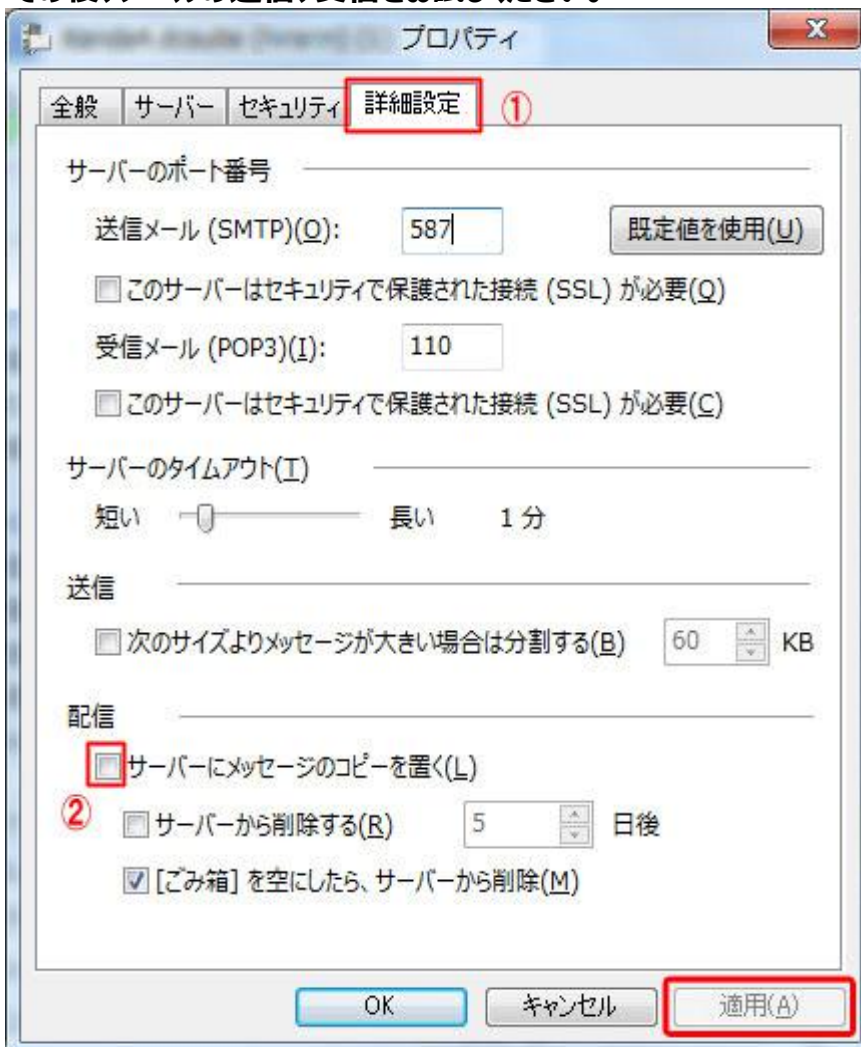 プロパティ
全般 サーバー セキュリティ 詳細設定 ①
サーバーのポート番号
送信メール (SMTP)(O): 587 既定値を使用(U)
このサーバーはセキュリティで保護された接続 (SSL) が必要(Q)
受信メール (POP3)(I): 110
このサーバーはセキュリティで保護された接続 (SSL) が必要(C)
サーバーのタイムアウト(T)
短い 長い 1 分
送信
次のサイズよりメッセージが大きい場合は分割する(B) 60 KB
配信
サーバーにメッセージのコピーを置く(L)
② サーバーから削除する(R) 5 日後
[ごみ箱] を空にしたら、サーバーから削除(M)
OK キャンセル 適用(A)